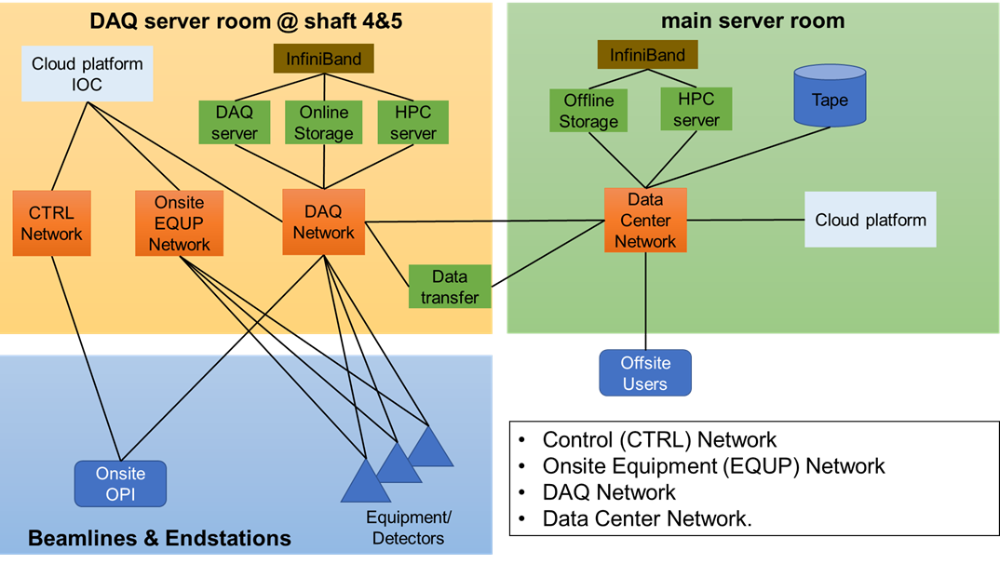 DAQ server room @ shaft 4&5
main server room
Cloud platform
IOC
InfiniBand
DAQ
server
Online
Storage
HPC
server
InfiniBand
Offline
Storage
HPC
server
Tape
CTRL
Network
Onsite
EQUP
Network
DAQ
Network
Data
Center
Network
Cloud platform
Data
transfer
Offsite
Users
Onsite
OPI
Equipment/
Detectors
Beamlines & Endstations
• Control (CTRL) Network
• Onsite Equipment (EQUP) Network
• DAQ Network
• Data Center Network.